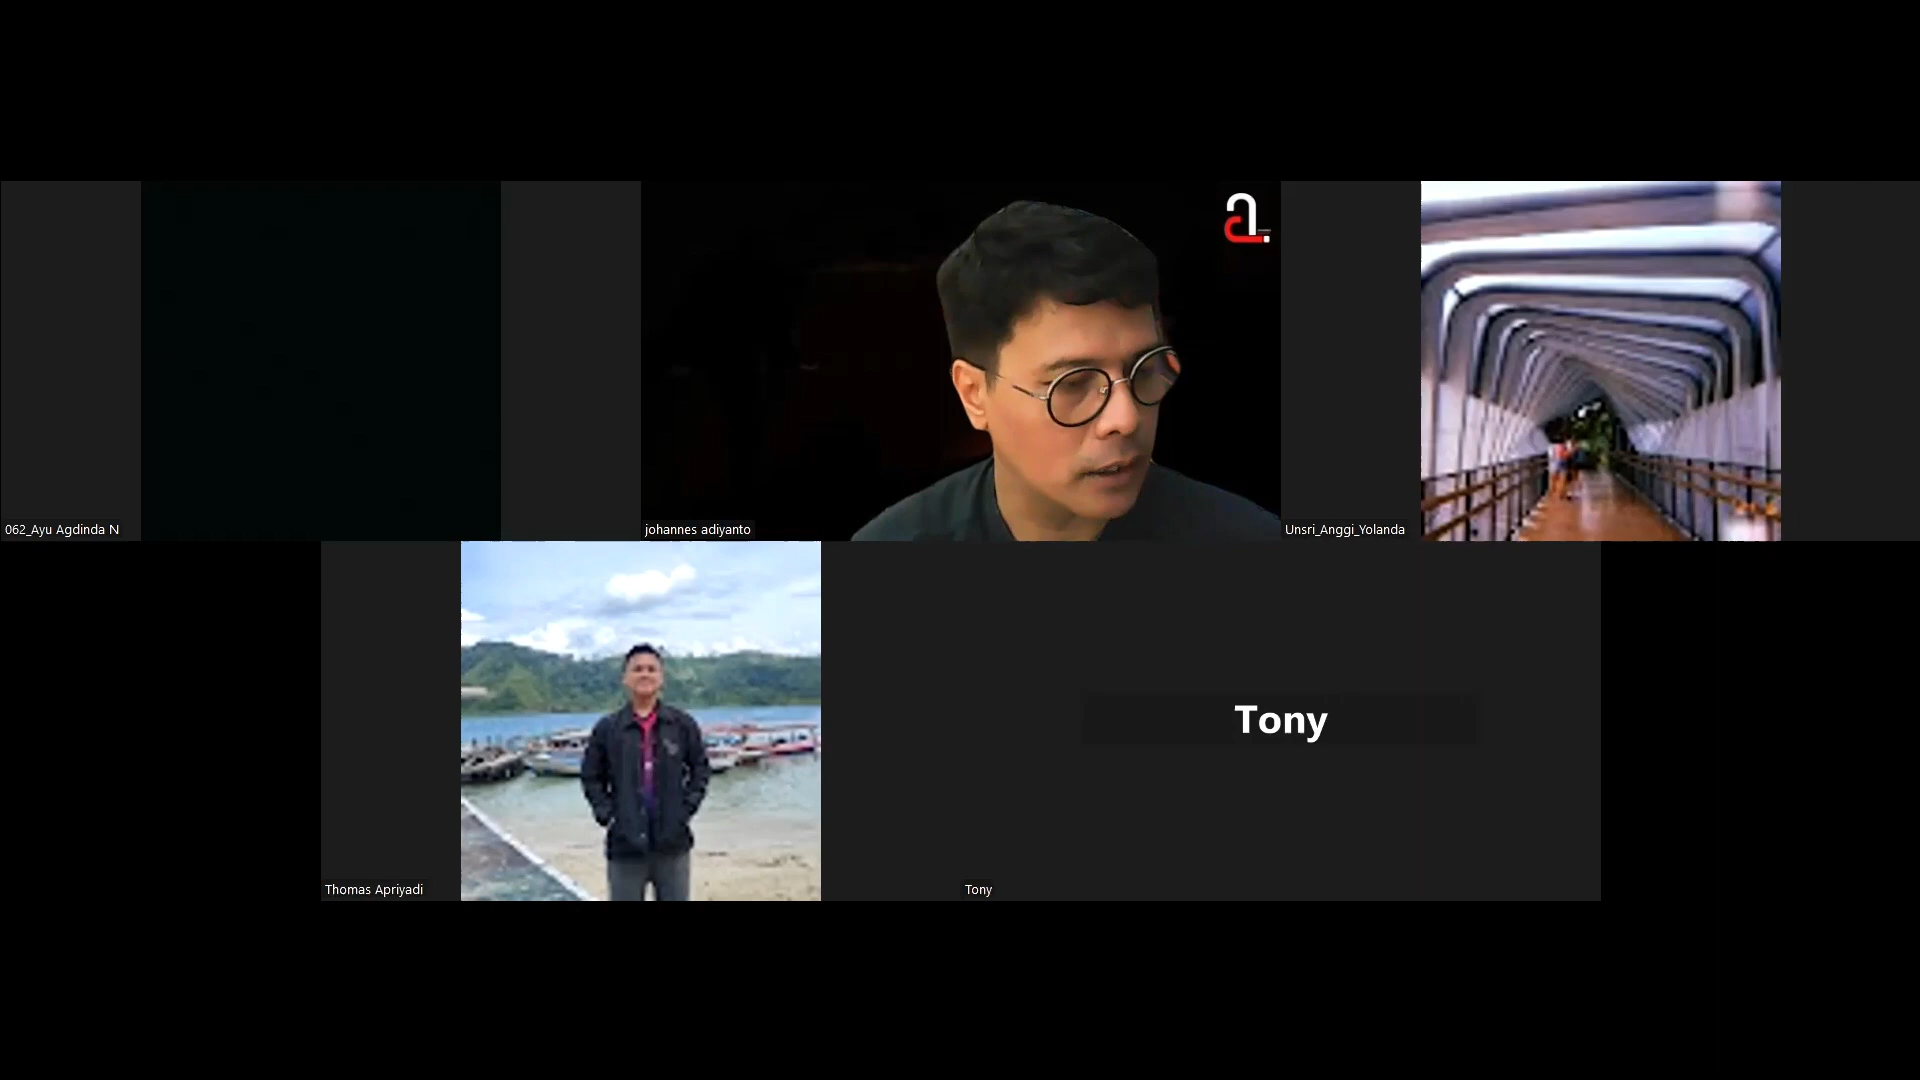 062_Ayu Agdinda N
johannes adiyanto
Unsri_Anggi_Yolanda
Thomas Apriyadi
Tony
Tony